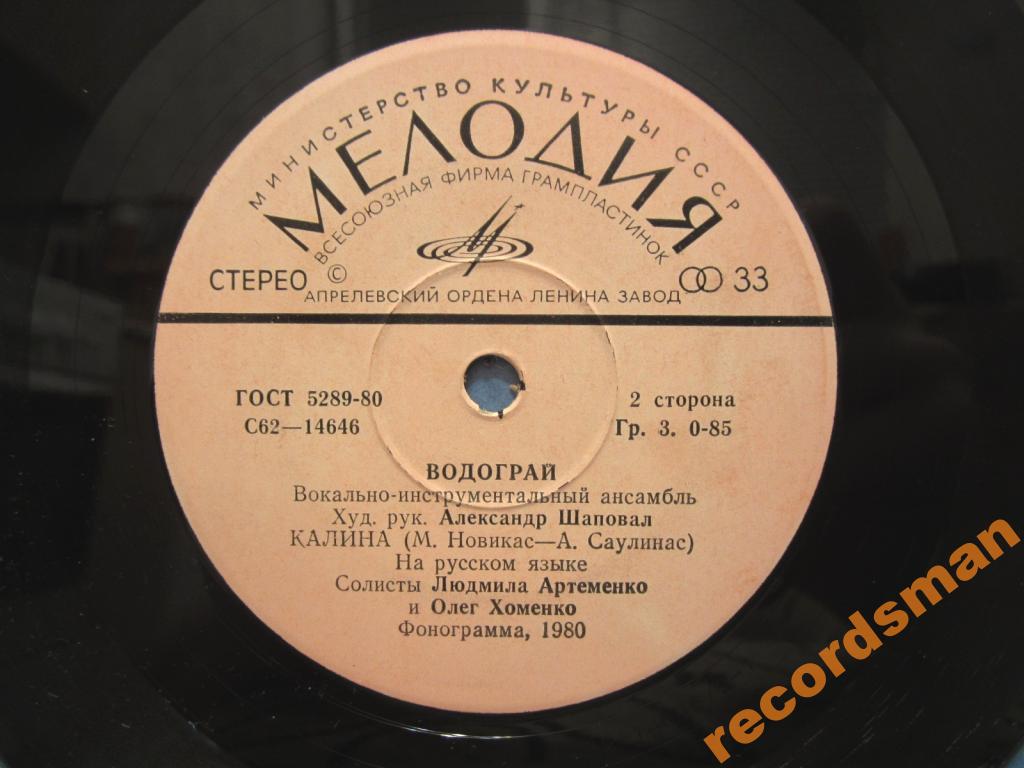 МИНИСТЕРСТВО КУЛЬТУРЫ СССР
МЕЛОДИЯ
ВСЕСОЮЗНАЯ ФИРМА ГРАМПЛАСТИНОК
СТЕРЕО © 33
АПРЕЛЕВСКИЙ ОРДЕНА ЛЕНИНА ЗАВОД
ГОСТ 5289-80 2 сторона
С62—14646 Гр. 3. 0-85
ВОДОГРАЙ
Вокально-инструментальный ансамбль
Худ. рук. Александр Шаповал
КАЛИНА (М. Новикас—А. Саулинас)
На русском языке
Солисты Людмила Артеменко
и Олег Хоменко
Фонограмма, 1980
recordsman